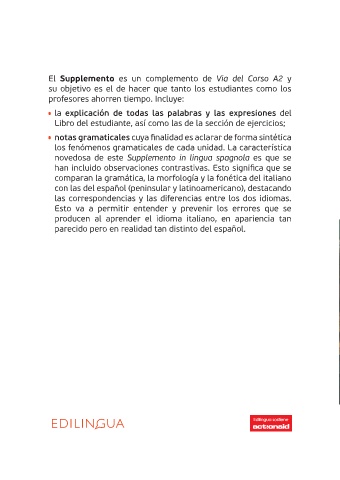 El Supplemento es un complemento de Via del Corso A2 y
su objetivo es el de hacer que tanto los estudiantes como los
profesores ahorren tiempo. Incluye:
• la explicación de todas las palabras y las expresiones del
Libro del estudiante, así como las de la sección de ejercicios;
• notas gramaticales cuya finalidad es aclarar de forma sintética
los fenómenos gramaticales de cada unidad. La característica
novedosa de este Supplemento in lingua spagnola es que se
han incluido observaciones contrastivas. Esto significa que se
comparan la gramática, la morfología y la fonética del italiano
con las del español (peninsular y latinoamericano), destacando
las correspondencias y las diferencias entre los dos idiomas.
Esto va a permitir entender y prevenir los errores que se
producen al aprender el idioma italiano, en apariencia tan
parecido pero en realidad tan distinto del español.
EDILINGUA
Edilingua sostiene
actionaid